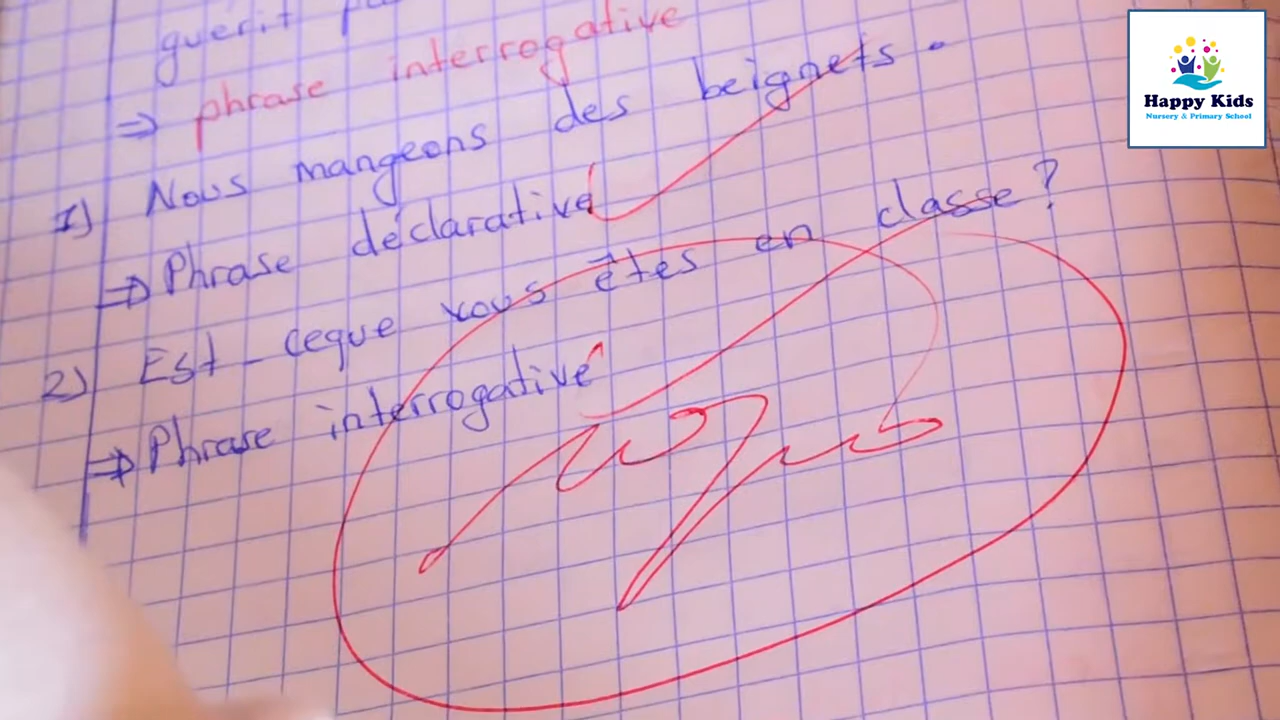 guerit
⇒ phrase interrogative
1) Nous mangeons des beignets.
⇒ Phrase déclarative
2) Est-ceque vous êtes en classe?
⇒ Phrase interrogative
Happy Kids
Nursery & Primary School